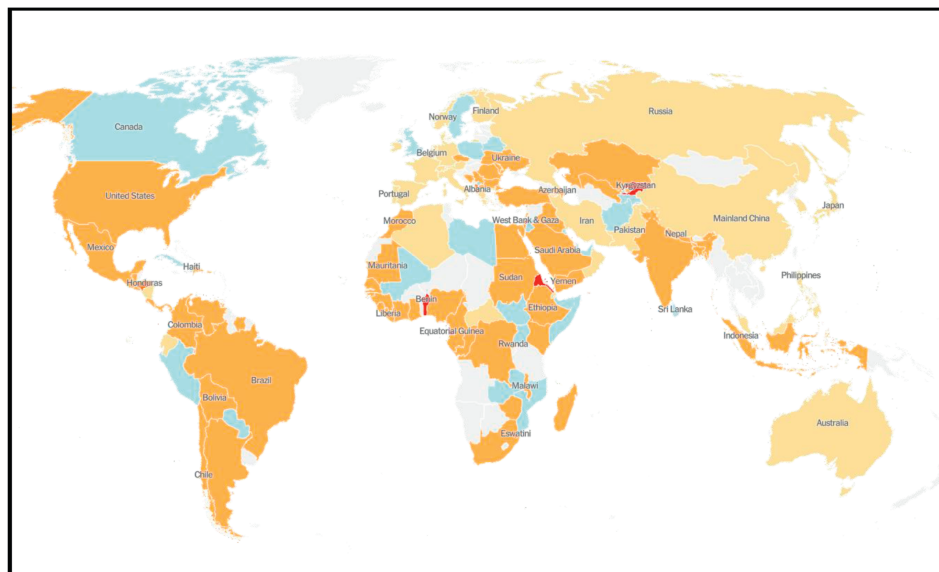 Canada
Norway
Finland
Russia
Belgium
Ukraine
United States
Portugal
Albania
Azerbaijan
Kyrgyzstan
Japan
Morocco
West Bank & Gaza
Iran
Mainland China
Pakistan
Nepal
Mexico
Haiti
Mauritania
Saudi Arabia
Sudan
Yemen
Philippines
Honduras
Benin
Colombia
Liberia
Ethiopia
Sri Lanka
Equatorial Guinea
Rwanda
Indonesia
Brazil
Malawi
Bolivia
Eswatini
Australia
Chile